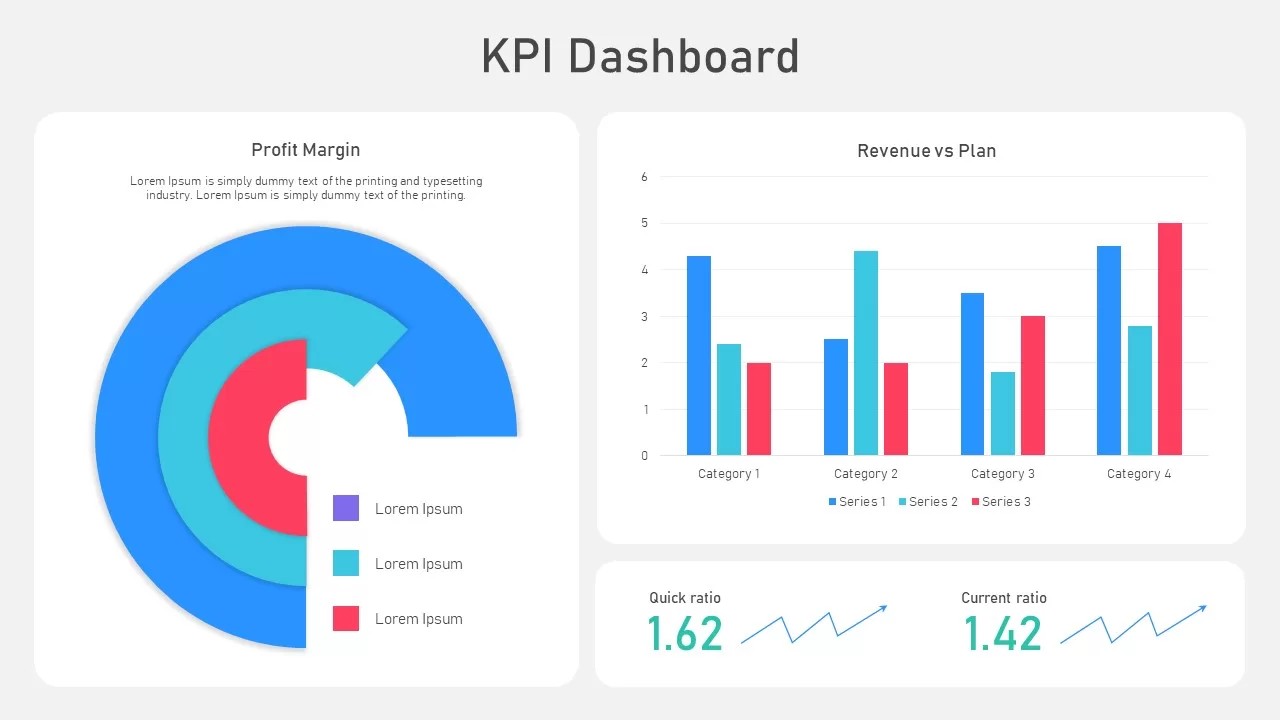 KPI Dashboard
Profit Margin
Lorem Ipsum is simply dummy text of the printing and typesetting
industry. Lorem Ipsum is simply dummy text of the printing.
Lorem Ipsum
Lorem Ipsum
Lorem Ipsum
Revenue vs Plan
6
5
4
3
2
1
0
Category 1 Category 2 Category 3 Category 4
Series 1 Series 2 Series 3
Quick ratio
1.62
Current ratio
1.42